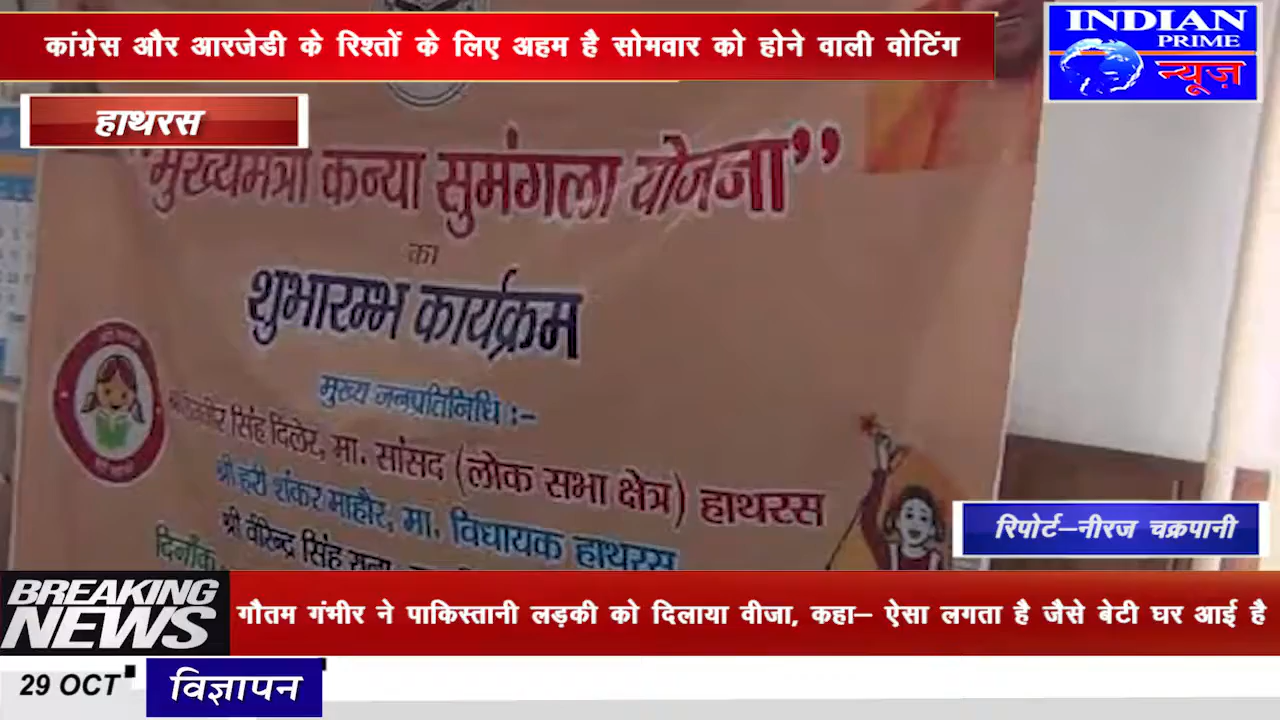 कांग्रेस और आरजेडी के रिश्तों के लिए अहम है सोमवार को होने वाली वोटिंग
INDIAN
PRIME
न्यूज़
हाथरस
“मुख्यमंत्री कन्या सुमंगला योजना”
का
शुभारम्भ कार्यक्रम
मुख्य जनप्रतिनिधि :-
सिंह दिलेर, मा. सांसद (लोक सभा क्षेत्र) हाथरस
श्री हरी शंकर माहौर, मा. विधायक हाथरस
श्री वीरेन्द्र सिंह राना
दिनाँक
रिपोर्ट–नीरज चक्रपानी
BREAKING
NEWS
गौतम गंभीर ने पाकिस्तानी लड़की को दिलाया वीजा, कहा– ऐसा लगता है जैसे बेटी घर आई है
29 OCT
विज्ञापन